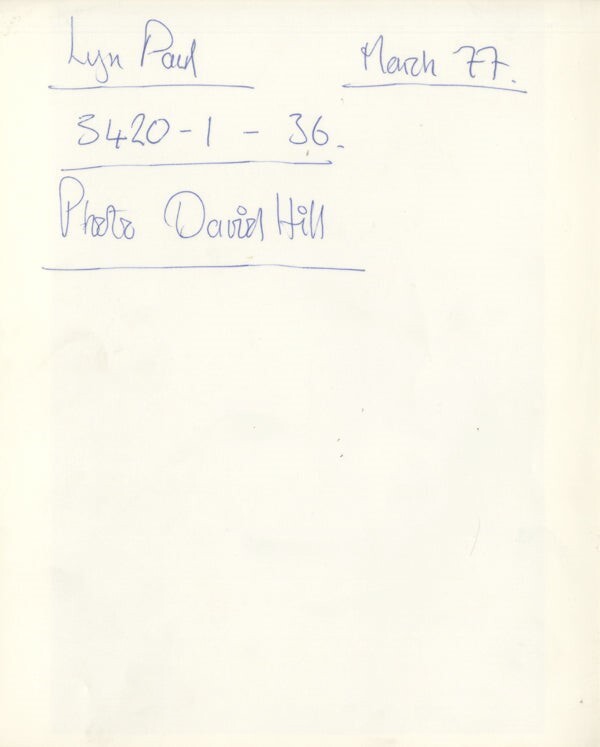 Lyn Paul March 77.
3420-1 - 36.
Photo David Hill